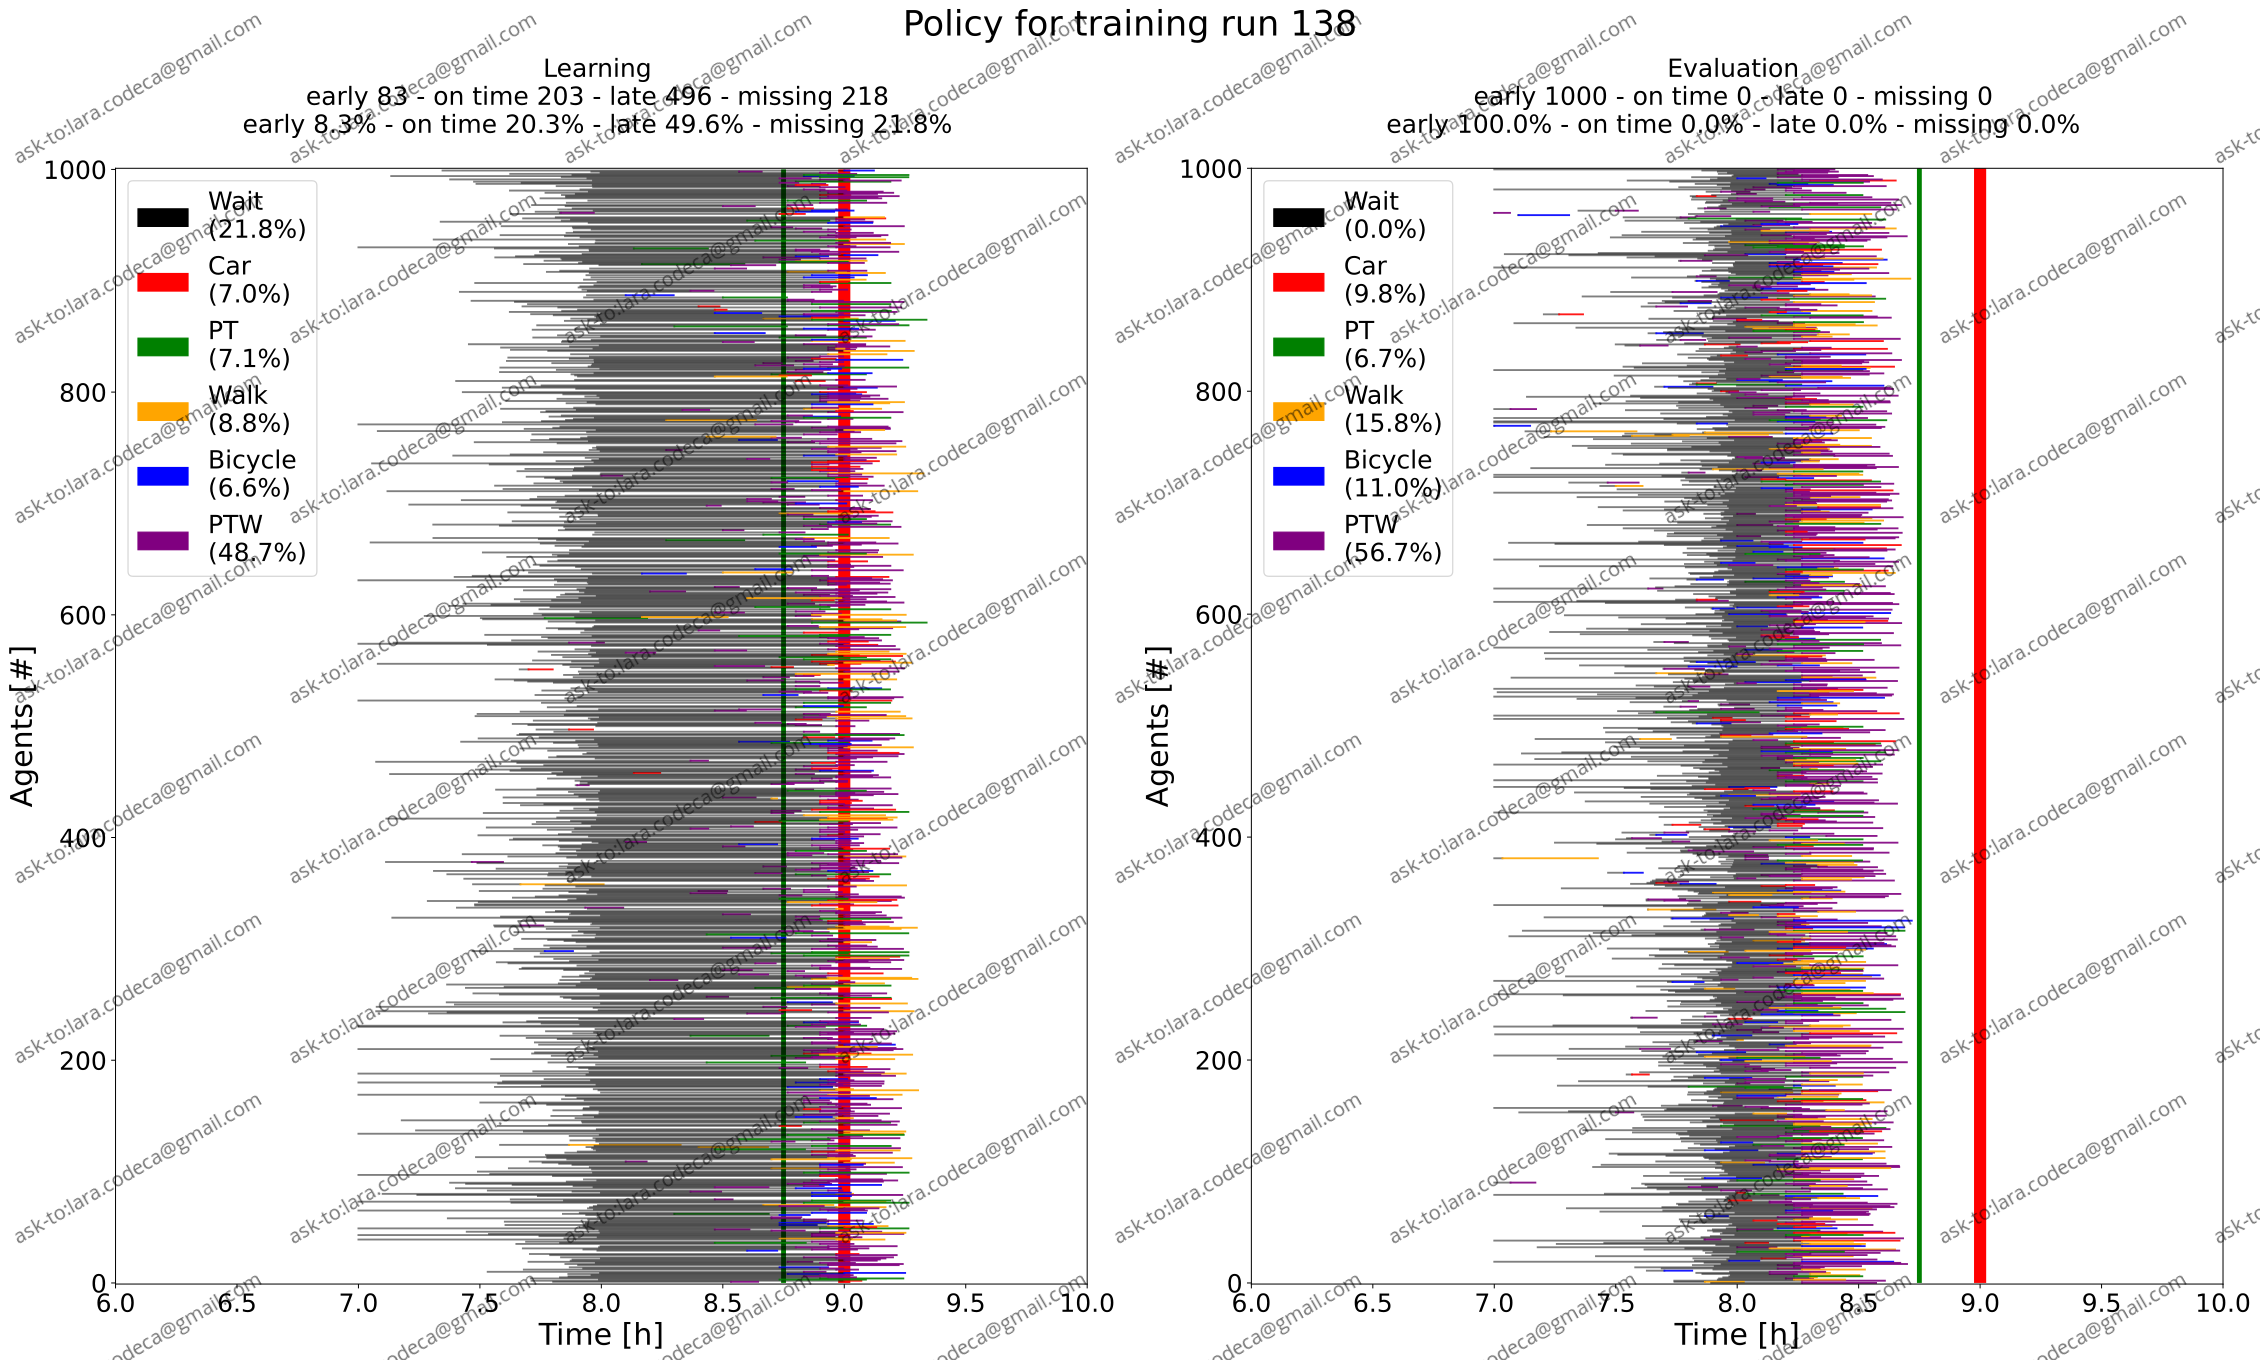 Policy for training run 138
Learning
early 83 - on time 203 - late 496 - missing 218
early 8.3% - on time 20.3% - late 49.6% - missing 21.8%
1000
800
600
400
200
0
Agents [#]
Wait
(21.8%)
Car
(7.0%)
PT
(7.1%)
Walk
(8.8%)
Bicycle
(6.6%)
PTW
(48.7%)
6.0 6.5 7.0 7.5 8.0 8.5 9.0 9.5 10.0
Time [h]
Evaluation
early 1000 - on time 0 - late 0 - missing 0
early 100.0% - on time 0.0% - late 0.0% - missing 0.0%
1000
800
600
400
200
0
Agents [#]
Wait
(0.0%)
Car
(9.8%)
PT
(6.7%)
Walk
(15.8%)
Bicycle
(11.0%)
PTW
(56.7%)
6.0 6.5 7.0 7.5 8.0 8.5 9.0 9.5 10.0
Time [h]
ask-to:lara.codeca@gmail.com